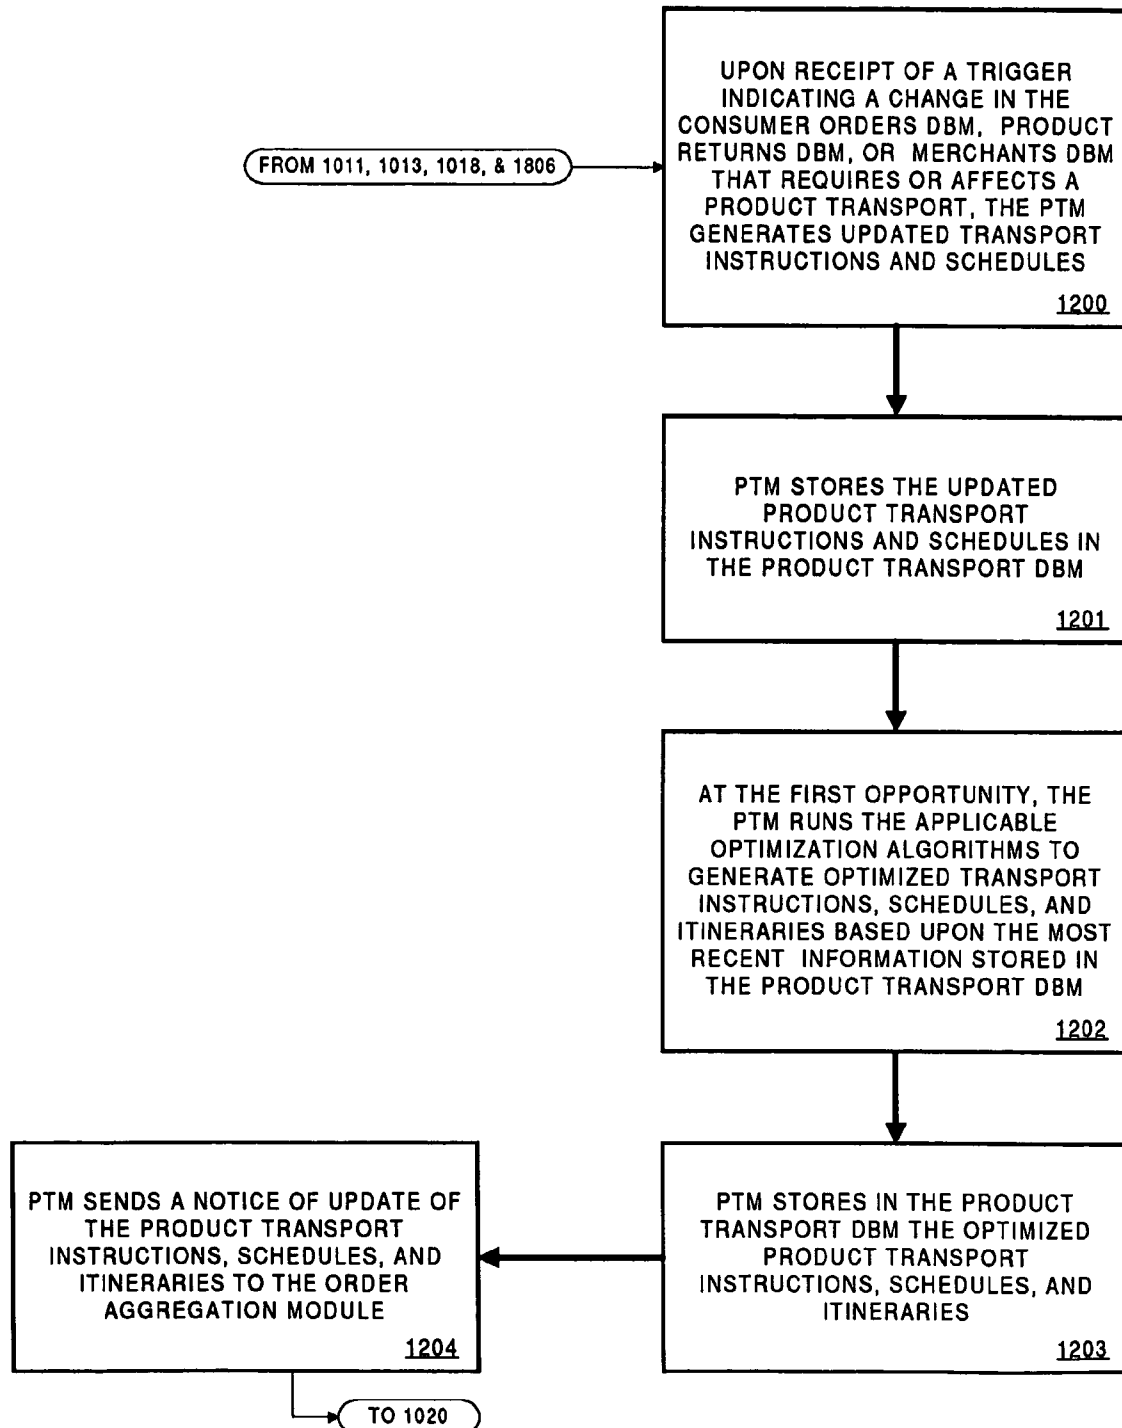 UPON RECEIPT OF A TRIGGER
INDICATING A CHANGE IN THE
CONSUMER ORDERS DBM, PRODUCT
RETURNS DBM, OR MERCHANTS DBM
THAT REQUIRES OR AFFECTS A
PRODUCT TRANSPORT, THE PTM
GENERATES UPDATED TRANSPORT
INSTRUCTIONS AND SCHEDULES
1200
FROM 1011, 1013, 1018, & 1806
PTM STORES THE UPDATED
PRODUCT TRANSPORT
INSTRUCTIONS AND SCHEDULES IN
THE PRODUCT TRANSPORT DBM
1201
AT THE FIRST OPPORTUNITY, THE
PTM RUNS THE APPLICABLE
OPTIMIZATION ALGORITHMS TO
GENERATE OPTIMIZED TRANSPORT
INSTRUCTIONS, SCHEDULES, AND
ITINERARIES BASED UPON THE MOST
RECENT INFORMATION STORED IN
THE PRODUCT TRANSPORT DBM
1202
PTM STORES IN THE PRODUCT
TRANSPORT DBM THE OPTIMIZED
PRODUCT TRANSPORT
INSTRUCTIONS, SCHEDULES, AND
ITINERARIES
1203
PTM SENDS A NOTICE OF UPDATE OF
THE PRODUCT TRANSPORT
INSTRUCTIONS, SCHEDULES, AND
ITINERARIES TO THE ORDER
AGGREGATION MODULE
1204
TO 1020